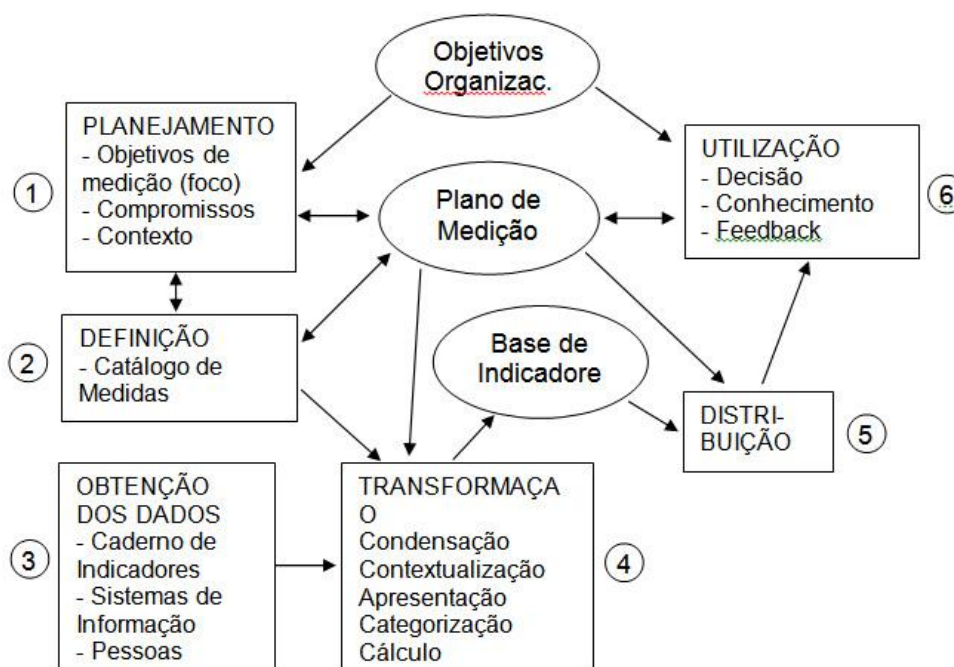 Objetivos
Organizac.
PLANEJAMENTO
- Objetivos de
medição (foco)
- Compromissos
- Contexto
1
Plano de
Medição
UTILIZAÇÃO
- Decisão
- Conhecimento
- Feedback
6
DEFINIÇÃO
- Catálogo de
Medidas
2
Base de
Indicadore
DISTRI-
BUIÇÃO
5
OBTENÇÃO
DOS DADOS
- Caderno de
Indicadores
- Sistemas de
Informação
- Pessoas
3
TRANSFORMAÇA
O
Condensação
Contextualização
Apresentação
Categorização
Cálculo
4